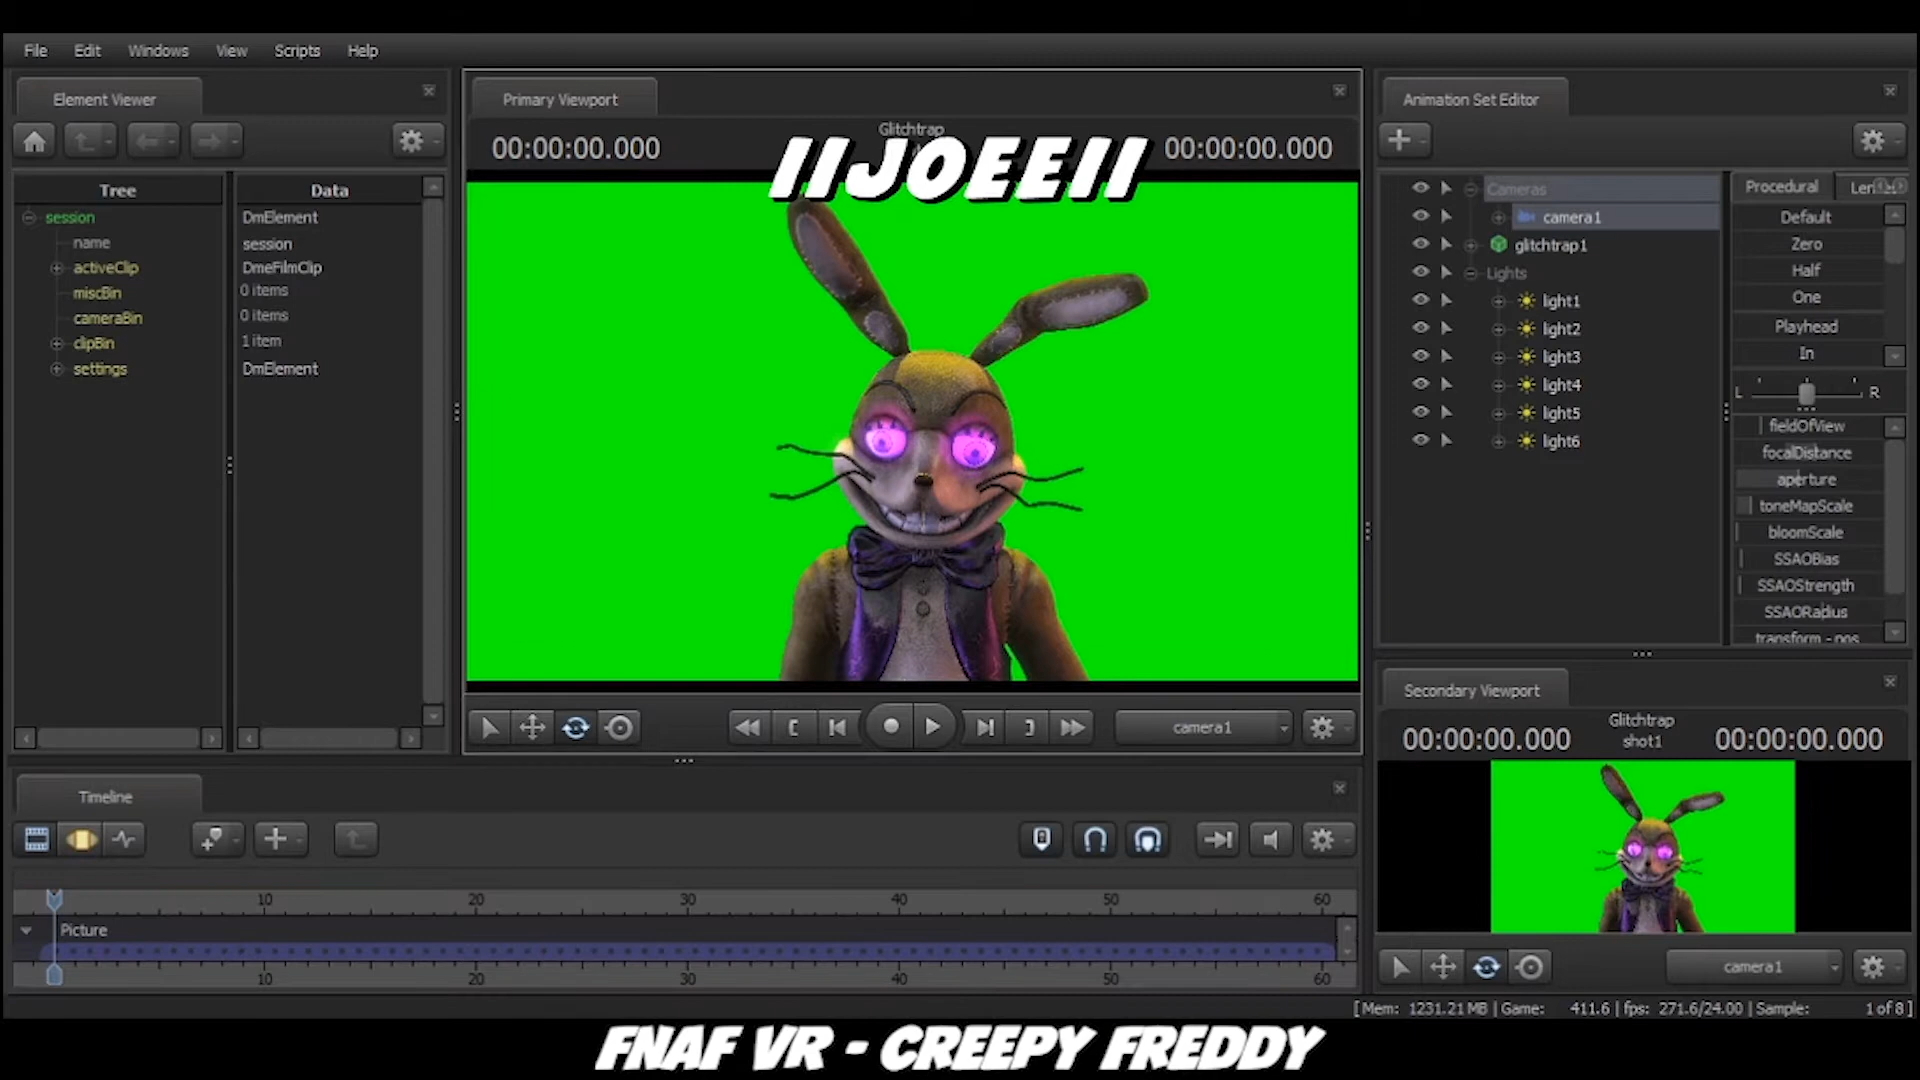 File Edit Windows View Scripts Help
Element Viewer
Tree Data
session DmElement
name session
activeClip DmeFilmClip
miscBin 0 items
cameraBin 0 items
clipBin 1 item
settings DmElement
Primary Viewport
Glitchtrap
00:00:00.000 00:00:00.000
IIJOEEII
camera1
Animation Set Editor
Cameras
camera1
glitchtrap1
Lights
light1
light2
light3
light4
light5
light6
Procedural
Default
Zero
Half
One
Playhead
In
L R
fieldOfView
focalDistance
aperture
toneMapScale
bloomScale
SSAOBias
SSAOStrength
SSAORadius
transform - pos
Secondary Viewport
Glitchtrap
00:00:00.000 shot1 00:00:00.000
camera1
Timeline
10 20 30 40 50 60
Picture
10 20 30 40 50 60
[ Mem: 1231.21 MB | Game: 411.6 | fps: 271.6/24.00 | Sample: 1 of 8 ]
FNAF VR - CREEPY FREDDY